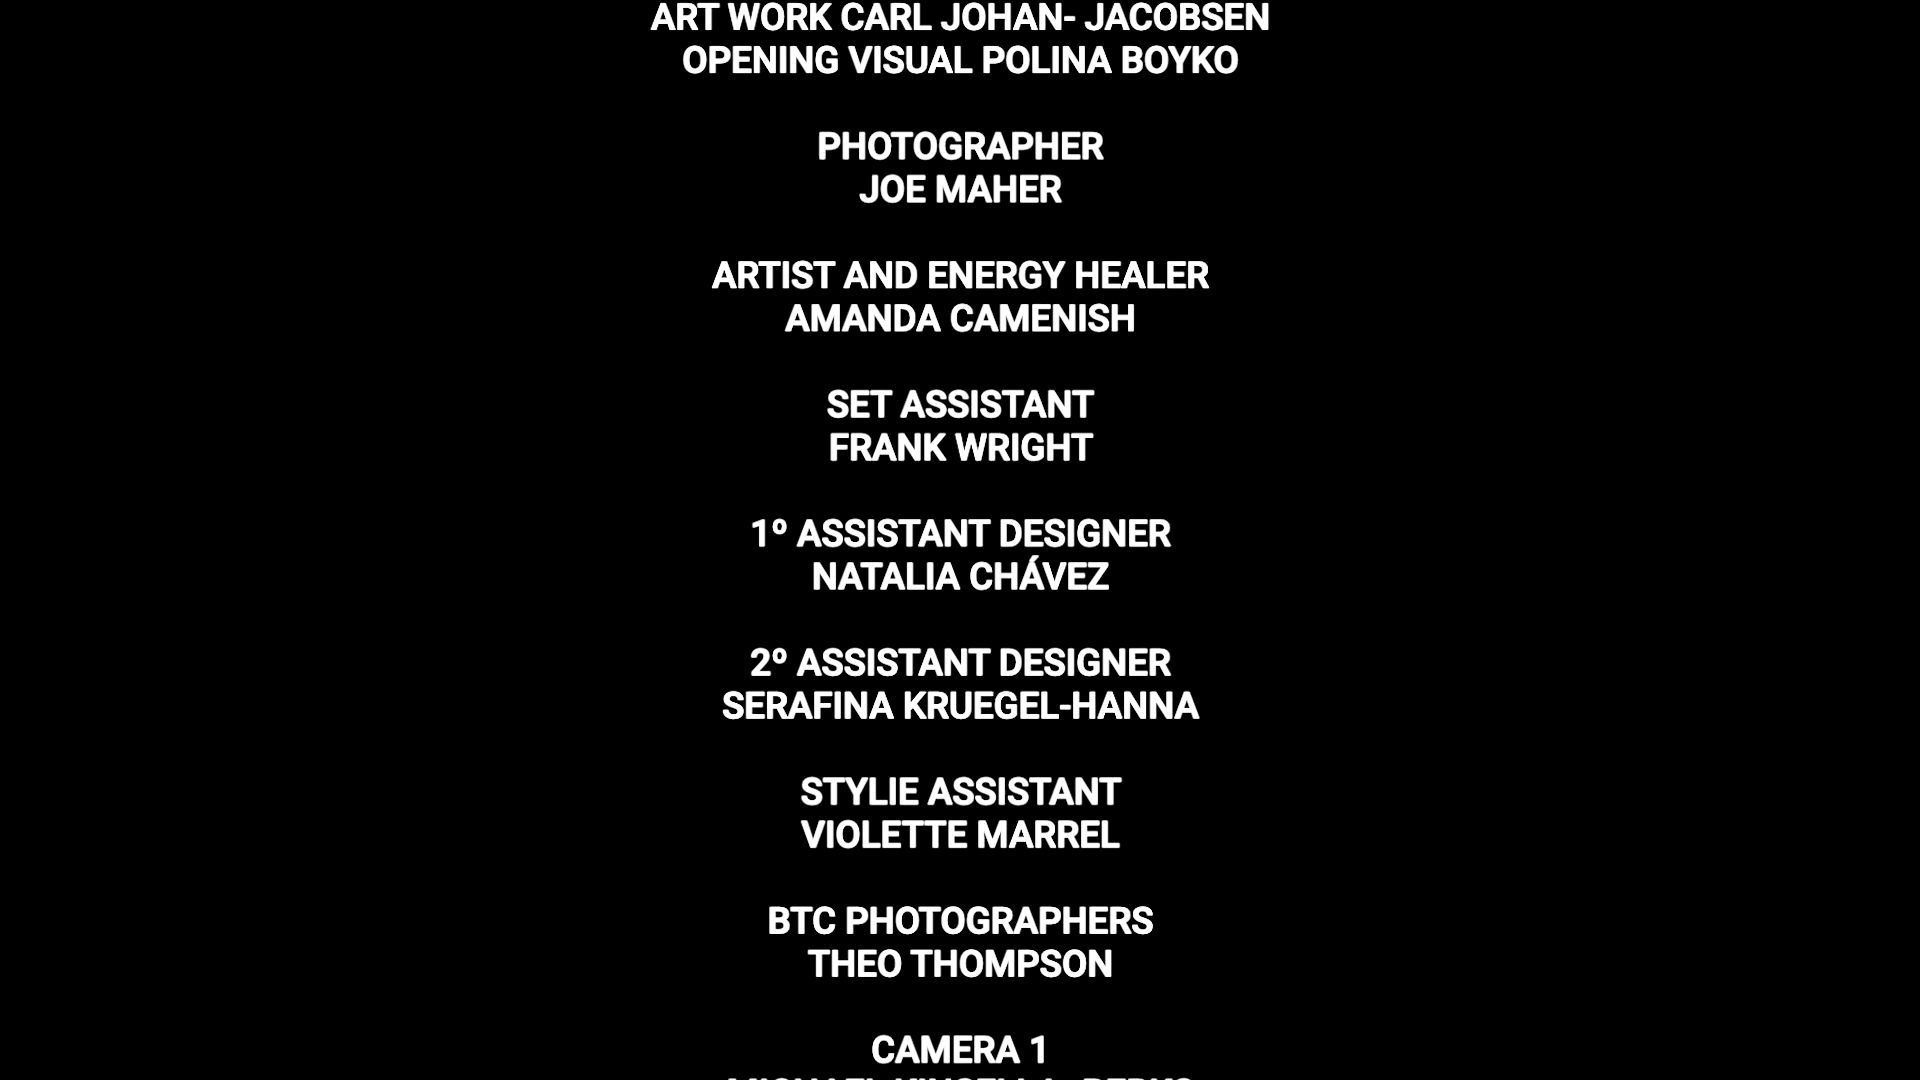 ART WORK CARL JOHAN- JACOBSEN
OPENING VISUAL POLINA BOYKO
PHOTOGRAPHER
JOE MAHER
ARTIST AND ENERGY HEALER
AMANDA CAMENISH
SET ASSISTANT
FRANK WRIGHT
1º ASSISTANT DESIGNER
NATALIA CHÁVEZ
2º ASSISTANT DESIGNER
SERAFINA KRUEGEL-HANNA
STYLIE ASSISTANT
VIOLETTE MARREL
BTC PHOTOGRAPHERS
THEO THOMPSON
CAMERA 1